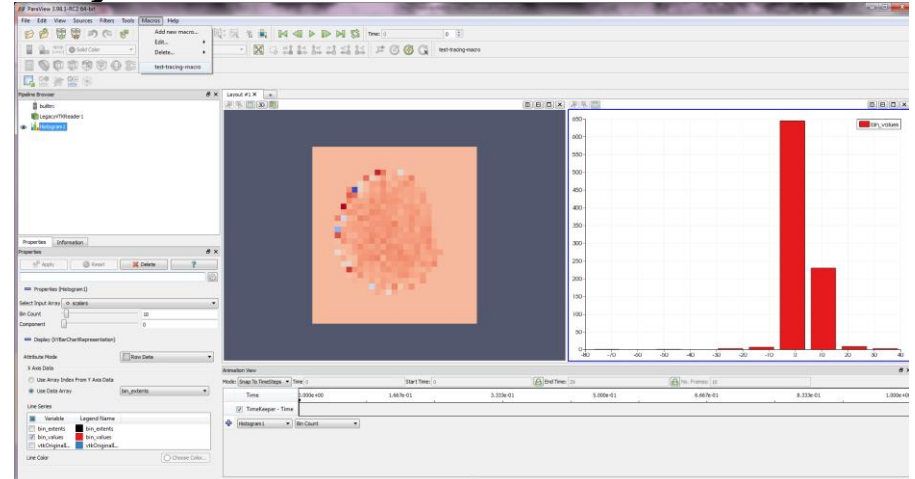 ParaView 3.98.1-RC2 64-bit
File Edit View Sources Filters Tools Macros Help
Add new macro...
Edit...
Delete...
test-tracing-macro
Time: 0
0
Solid Color
test-tracing-macro
Pipeline Browser
builtin:
LegacyVTKReader1
Histogram1
Layout #1
3D
bin_values
650
600
550
500
450
400
350
300
250
200
150
100
50
0
-80 -70 -60 -50 -40 -30 -20 -10 0 10 20 30 40
Properties Information
Properties
Apply Reset Delete ?
Properties (Histogram1)
Select Input Array scalars
Bin Count 10
Component 0
Display (XYBarChartRepresentation)
Attribute Mode Row Data
X Axis Data
Use Array Index From Y Axis Data
Use Data Array bin_extents
Line Series
Variable Legend Name
bin_extents bin_extents
bin_values bin_values
vtkOriginalI... vtkOriginalI...
Line Color Choose Color...
Animation View
Mode: Snap To TimeSteps Time: 0 Start Time: 0 End Time: No. Frames: 10
Time 0.000e+00 1.667e-01 3.333e-01 5.000e-01 6.667e-01 8.333e-01 1.000e+00
TimeKeeper - Time
Histogram1 Bin Count